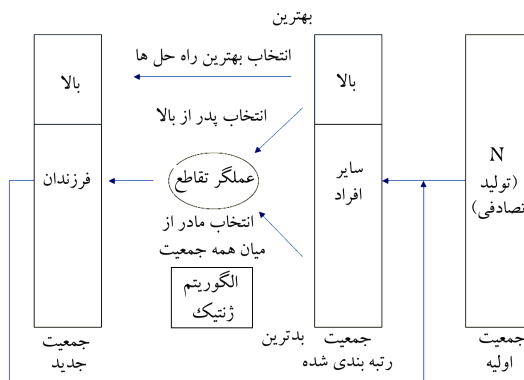 بهترین
انتخاب بهترین راه حل ها
بالا
بالا
انتخاب پدر از بالا
N
(تولید
تصادفی)
سایر
افراد
عملگر تقاطع
فرزندان
انتخاب مادر از
میان همه جمعیت
الگوریتم
ژنتیک
بدترین
جمعیت
اولیه
جمعیت
رتبه بندی شده
جمعیت
جدید